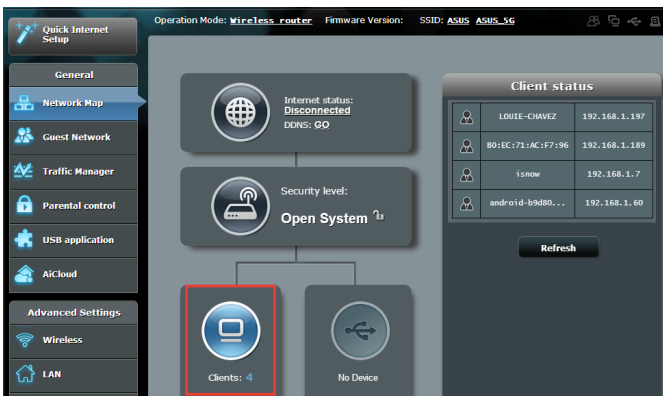 Quick Internet
Setup
Operation Mode: Wireless router Firmware Version: SSID: ASUS ASUS_5G
General
Network Map
Guest Network
Traffic Manager
Parental control
USB application
AiCloud
Advanced Settings
Wireless
LAN
Internet status:
Disconnected
DDNS: GO
Security level:
Open System
Clients: 4
No Device
Client status
LOUIE-CHAVEZ 192.168.1.197
B0:EC:71:AC:F7:96 192.168.1.189
isnow 192.168.1.7
android-b9d80... 192.168.1.60
Refresh